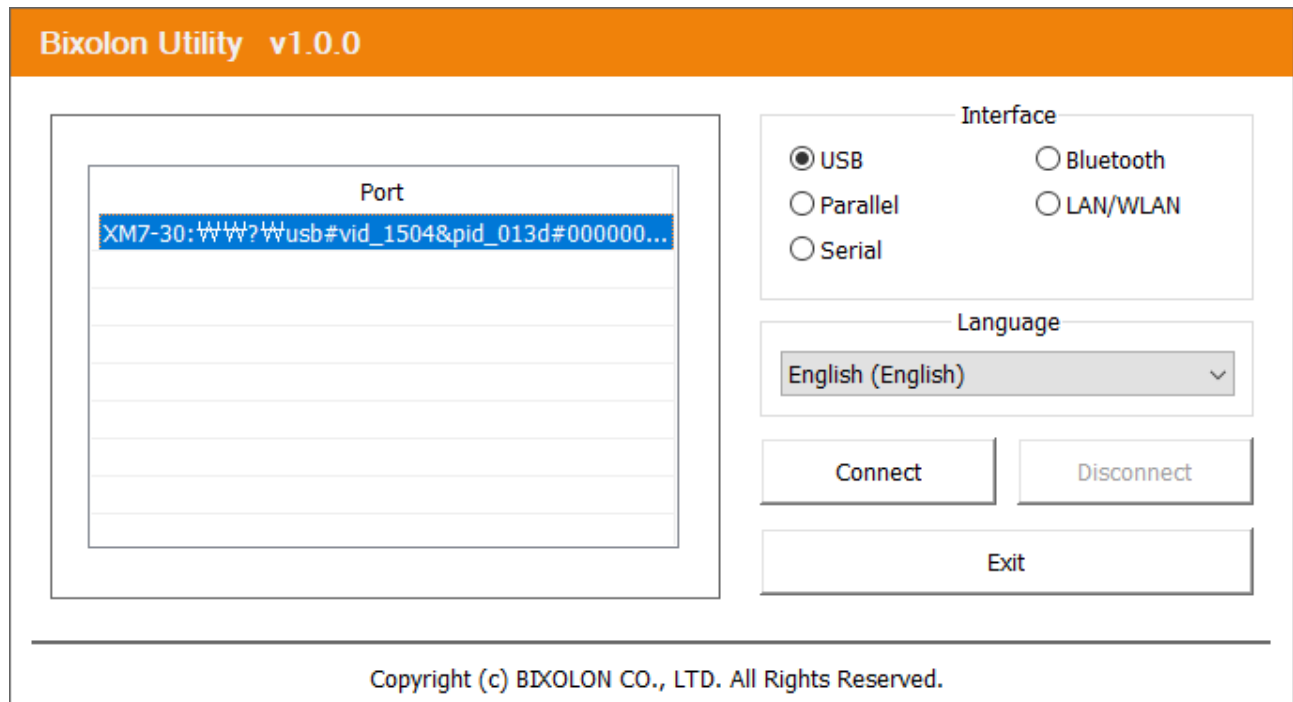 Bixolon Utility v1.0.0
Port
XM7-30:₩₩?₩usb#vid_1504&pid_013d#000000...
Interface
USB
Bluetooth
Parallel
LAN/WLAN
Serial
Language
English (English)
Connect
Disconnect
Exit
Copyright (c) BIXOLON CO., LTD. All Rights Reserved.